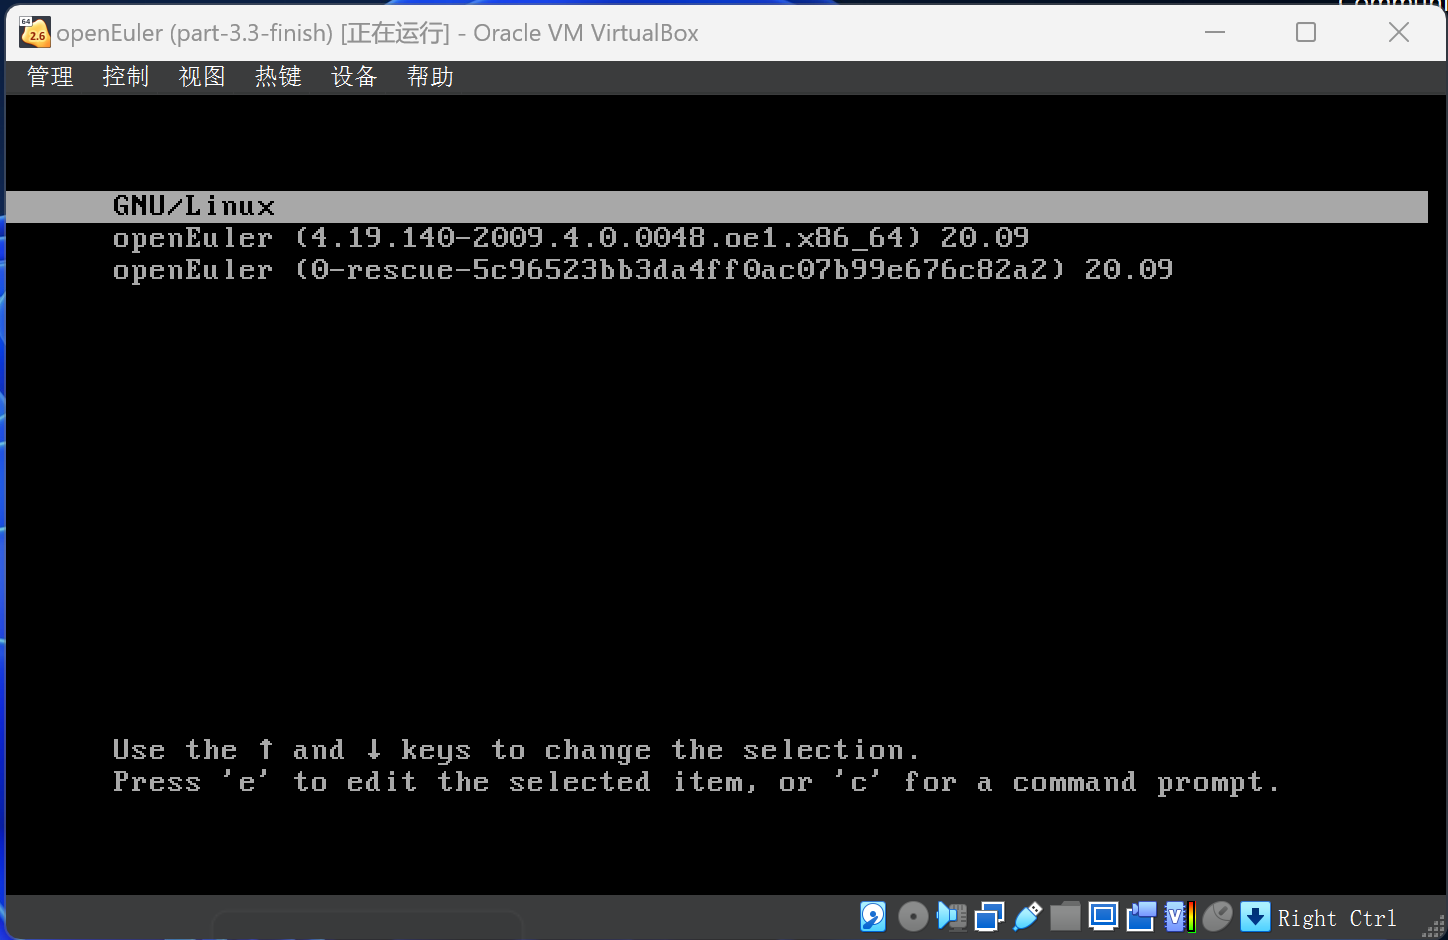 openEuler (part-3.3-finish) [正在运行] - Oracle VM VirtualBox
管理 控制 视图 热键 设备 帮助
GNU/Linux
openEuler (4.19.140-2009.4.0.0048.oe1.x86_64) 20.09
openEuler (0-rescue-5c96523bb3da4ff0ac07b99e676c82a2) 20.09
Use the ↑ and ↓ keys to change the selection.
Press 'e' to edit the selected item, or 'c' for a command prompt.
Right Ctrl